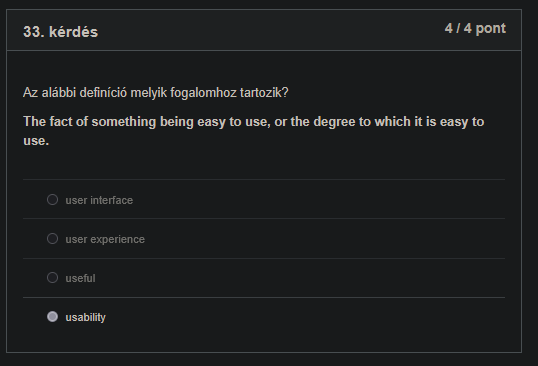 33. kérdés
4 / 4 pont
Az alábbi definíció melyik fogalomhoz tartozik?
The fact of something being easy to use, or the degree to which it is easy to
use.
user interface
user experience
useful
usability